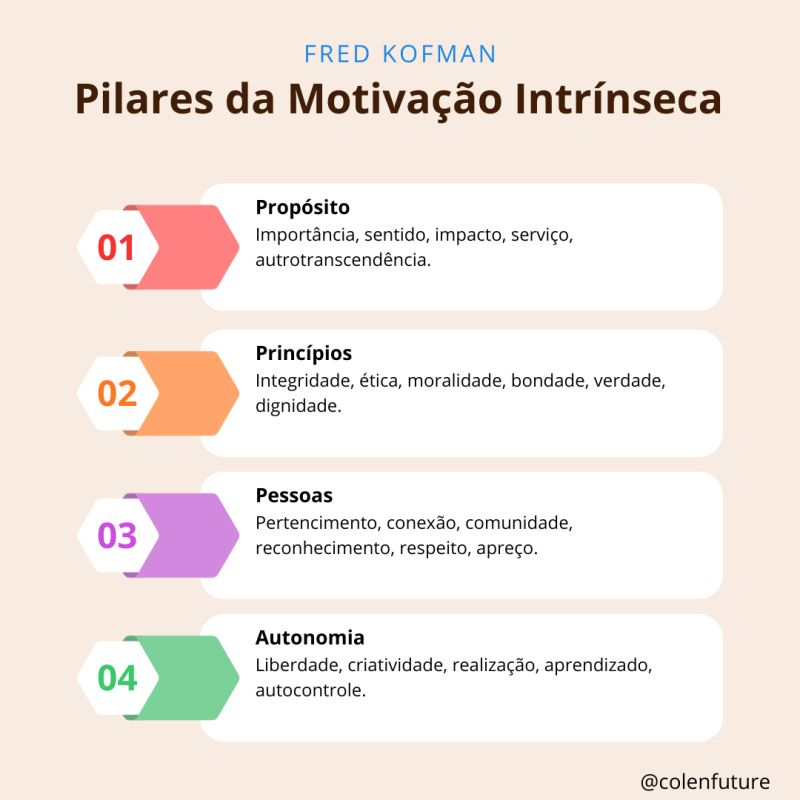 FRED KOFMAN
Pilares da Motivação Intrínseca
01
Propósito
Importância, sentido, impacto, serviço,
autrotranscendência.
02
Princípios
Integridade, ética, moralidade, bondade, verdade,
dignidade.
03
Pessoas
Pertencimento, conexão, comunidade,
reconhecimento, respeito, apreço.
04
Autonomia
Liberdade, criatividade, realização, aprendizado,
autocontrole.
@colenfuture